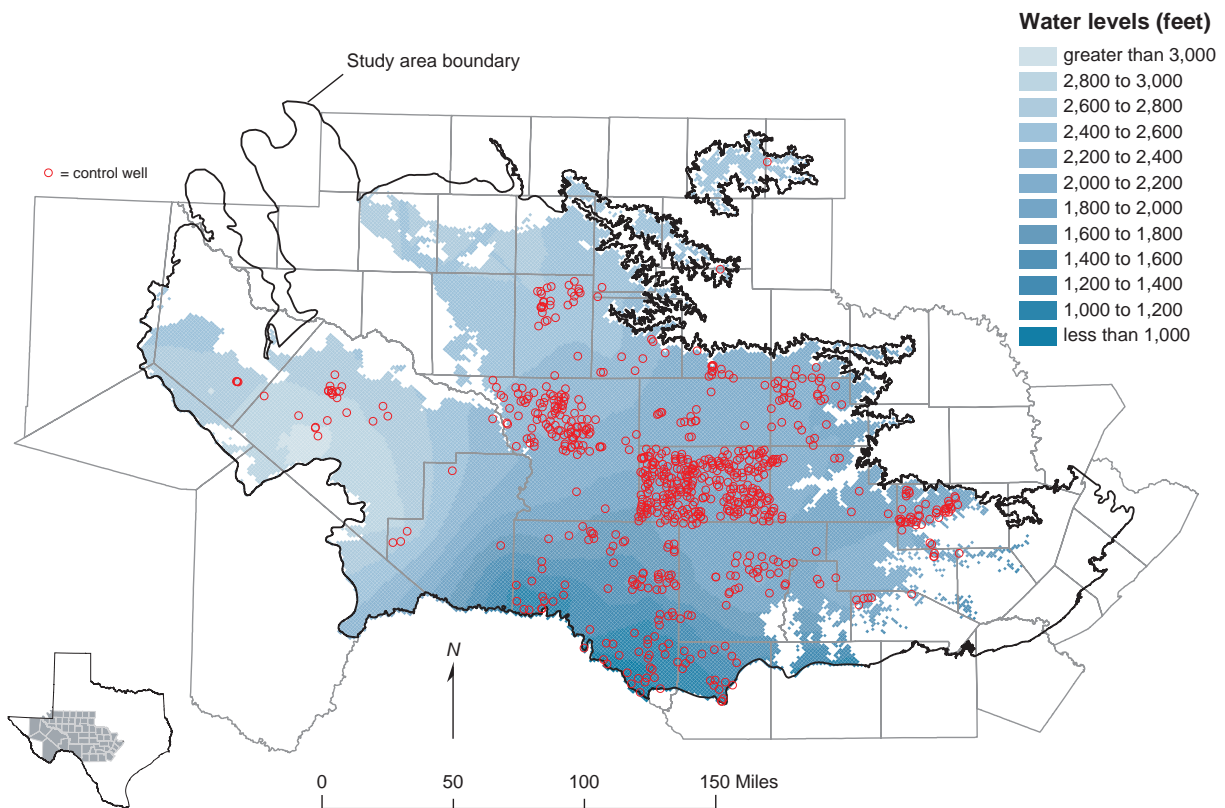 Water levels (feet)
greater than 3,000
2,800 to 3,000
2,600 to 2,800
2,400 to 2,600
2,200 to 2,400
2,000 to 2,200
1,800 to 2,000
1,600 to 1,800
1,400 to 1,600
1,200 to 1,400
1,000 to 1,200
less than 1,000
Study area boundary
= control well
N
0 50 100 150 Miles